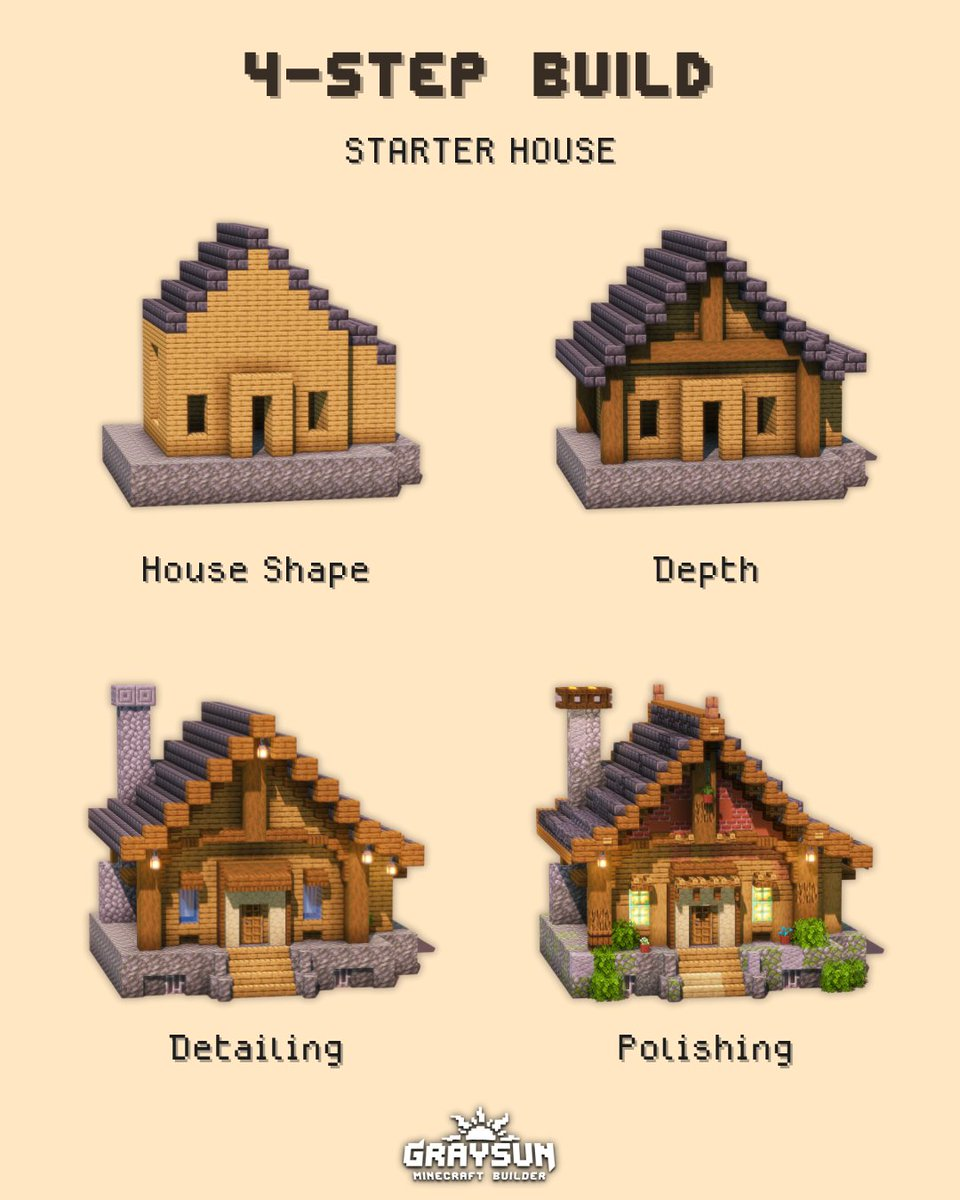 4-STEP BUILD
STARTER HOUSE
House Shape
Depth
Detailing
Polishing
GRAYSUN
MINECRAFT BUILDER